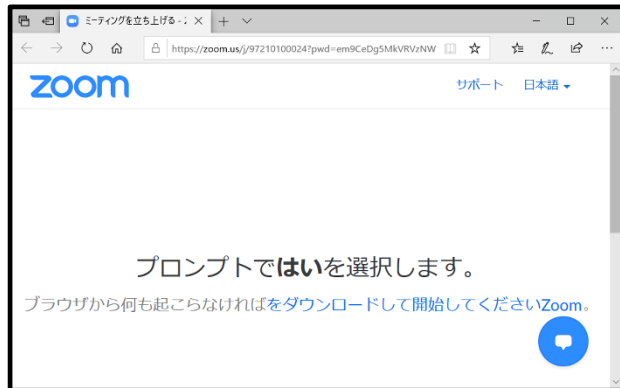 ミーティングを立ち上げる - Z
https://zoom.us/j/97210100024?pwd=em9CeDg5MkVRVzNW
zoom
サポート 日本語
プロンプトではいを選択します。
ブラウザから何も起こらなければをダウンロードして開始してくださいZoom。